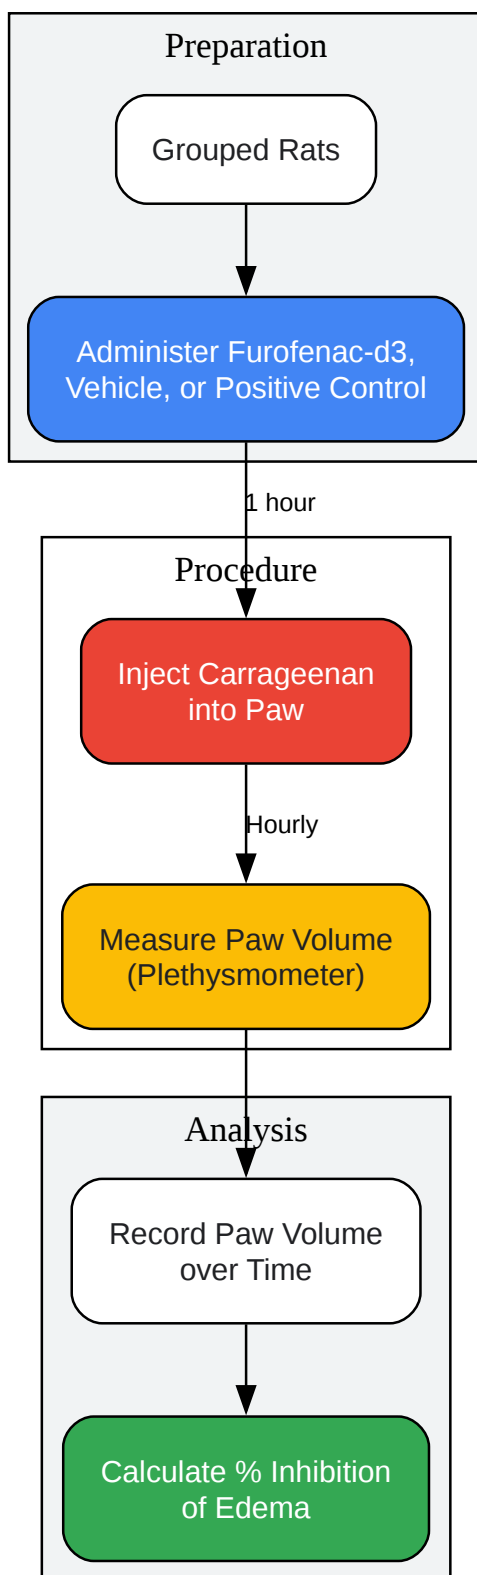 Preparation
Grouped Rats
Administer Furofenac-d3,
Vehicle, or Positive Control
1 hour
Procedure
Inject Carrageenan
into Paw
Hourly
Measure Paw Volume
(Plethysmometer)
Analysis
Record Paw Volume
over Time
Calculate % Inhibition
of Edema